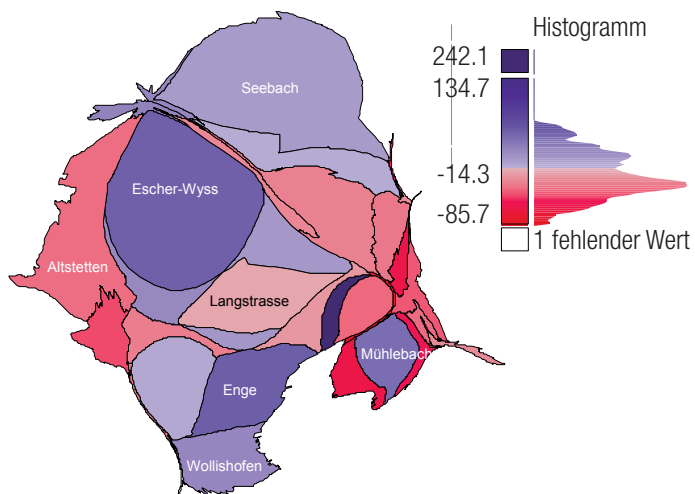 Histogramm
242.1
134.7
-14.3
-85.7
1 fehlender Wert
Seebach
Escher-Wyss
Altstetten
Langstrasse
Mühlebach
Enge
Wollishofen